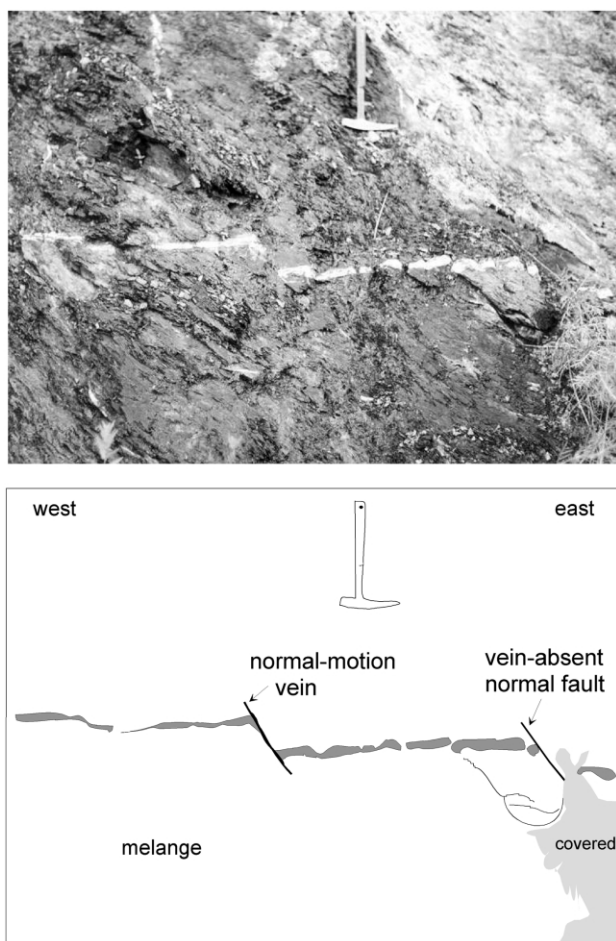 west
east
normal-motion
vein
vein-absent
normal fault
melange
covered